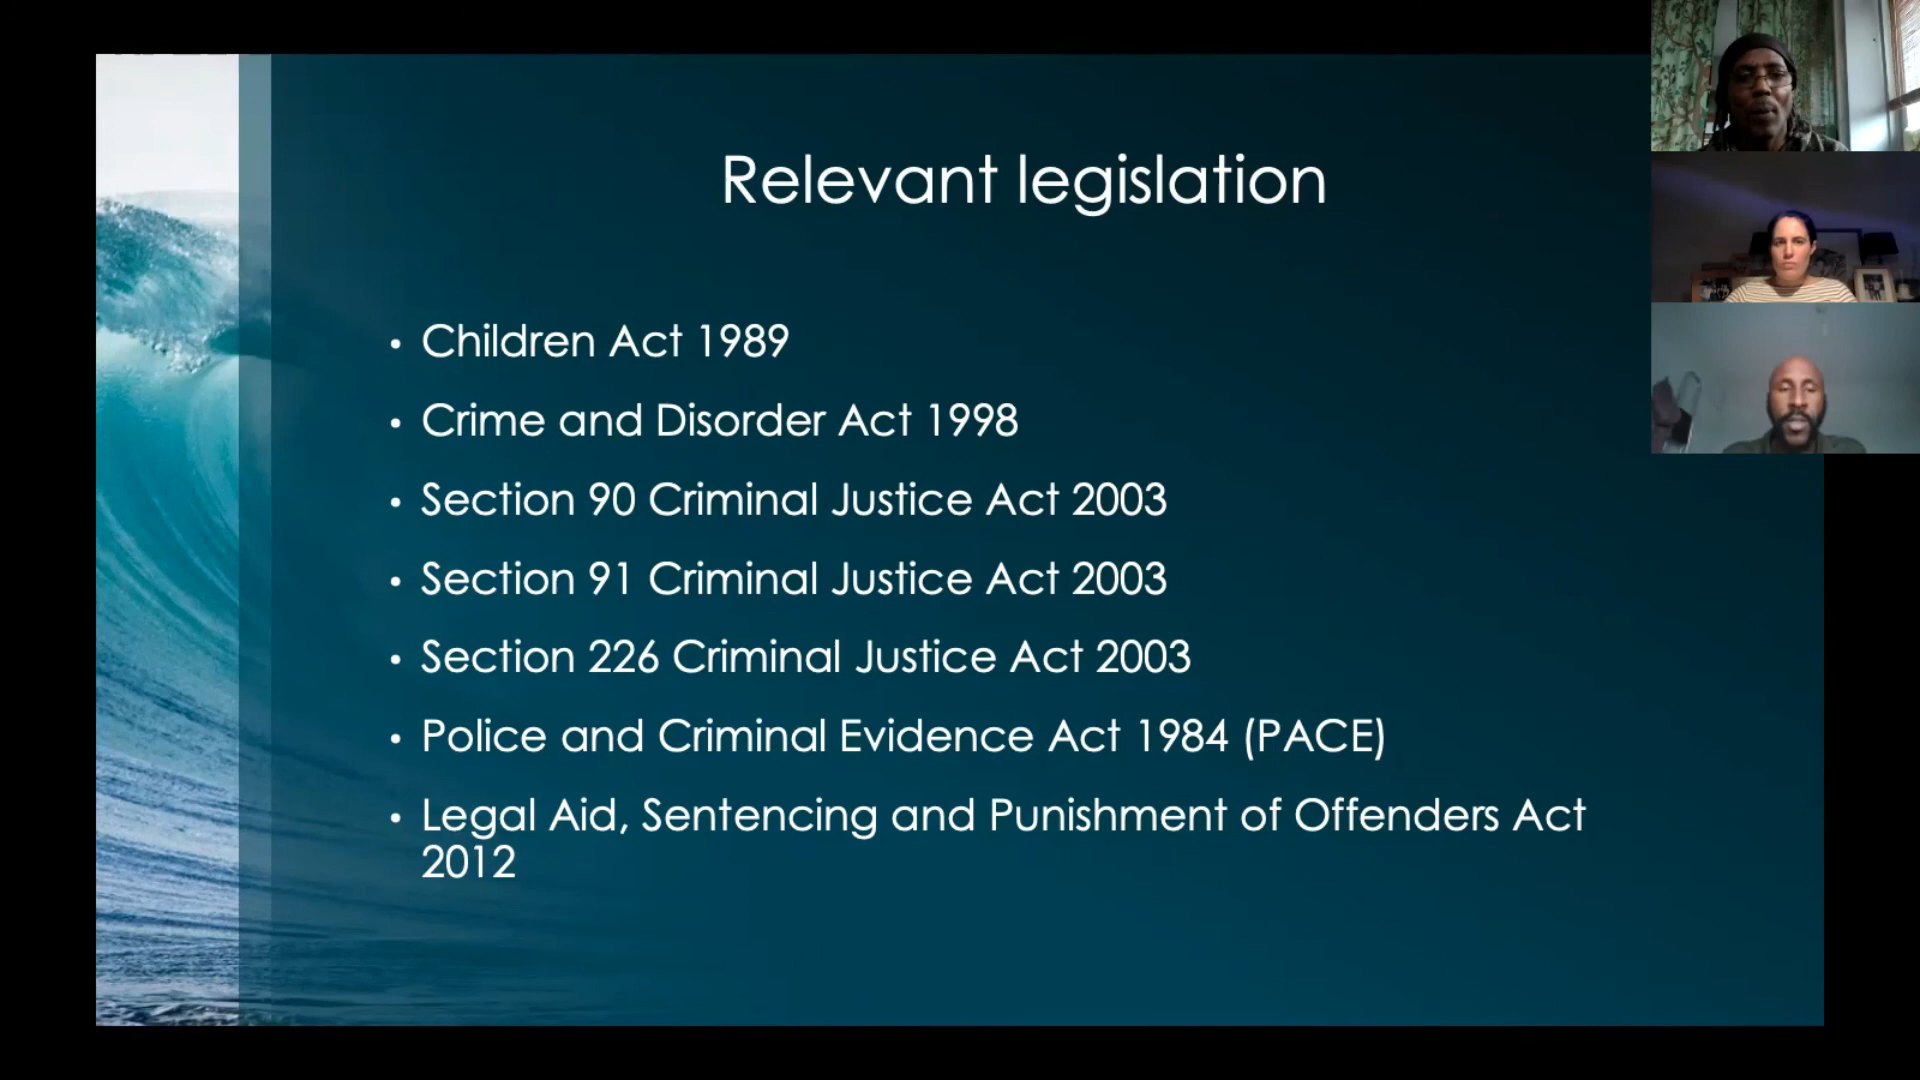 Relevant legislation
• Children Act 1989
• Crime and Disorder Act 1998
• Section 90 Criminal Justice Act 2003
• Section 91 Criminal Justice Act 2003
• Section 226 Criminal Justice Act 2003
• Police and Criminal Evidence Act 1984 (PACE)
• Legal Aid, Sentencing and Punishment of Offenders Act
2012